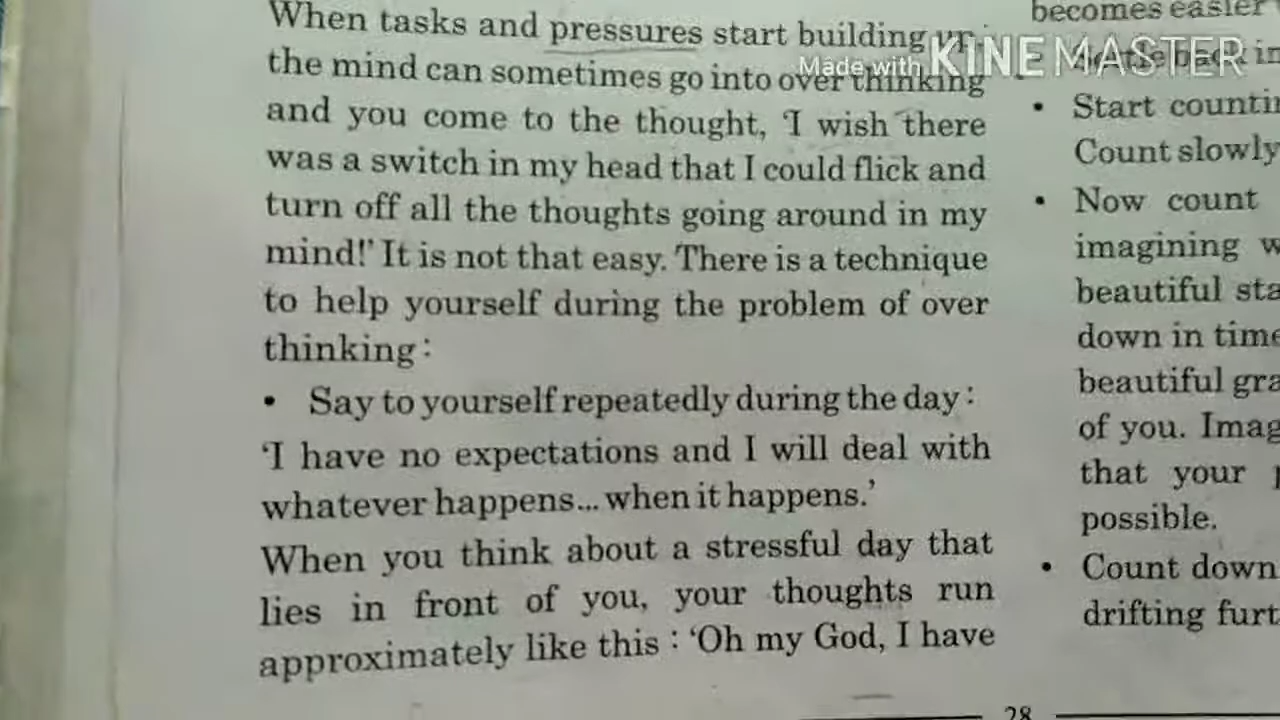 When tasks and pressures start building up
the mind can sometimes go into over thinking
and you come to the thought, 'I wish there
was a switch in my head that I could flick and
turn off all the thoughts going around in my
mind!' It is not that easy. There is a technique
to help yourself during the problem of over
thinking :
• Say to yourself repeatedly during the day :
'I have no expectations and I will deal with
whatever happens... when it happens.'
When you think about a stressful day that
lies in front of you, your thoughts run
approximately like this : 'Oh my God, I have
becomes easier
Made with KINEMASTER
back in
• Start
Count slowly
• Now count
imagining
beautiful
down in
beautiful
of you.
that your
possible.
• Count down
drifting
28